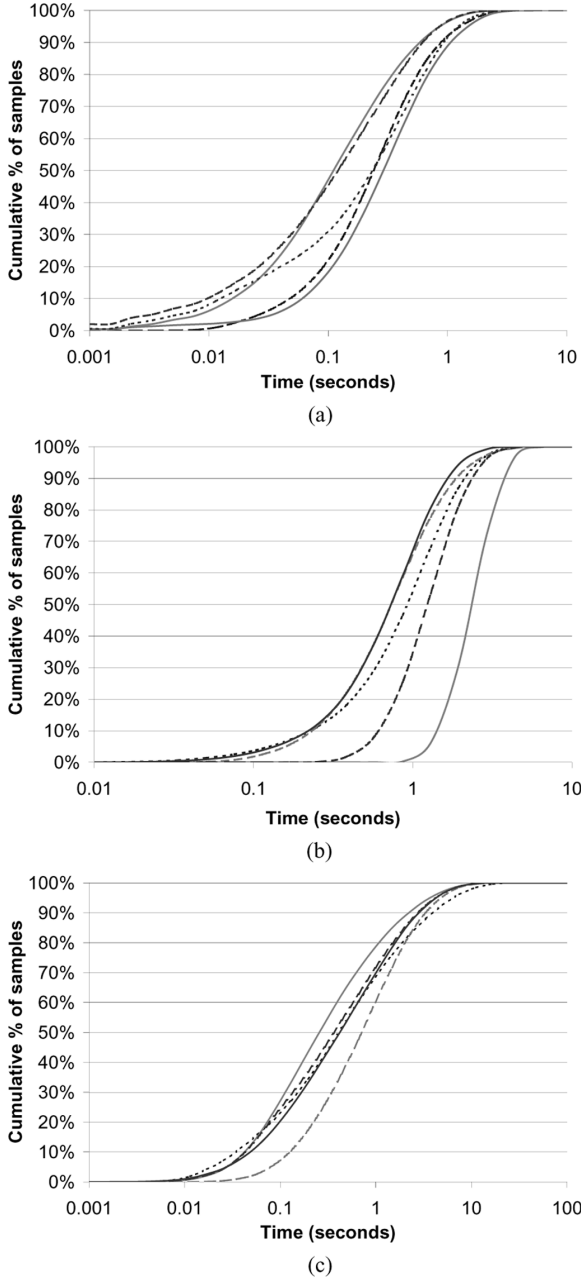 100%
90%
80%
70%
60%
50%
40%
30%
20%
10%
0%
Cumulative % of samples
0.001 0.01 0.1 1 10
Time (seconds)
(a)
100%
90%
80%
70%
60%
50%
40%
30%
20%
10%
0%
Cumulative % of samples
0.01 0.1 1 10
Time (seconds)
(b)
100%
90%
80%
70%
60%
50%
40%
30%
20%
10%
0%
Cumulative % of samples
0.001 0.01 0.1 1 10 100
Time (seconds)
(c)